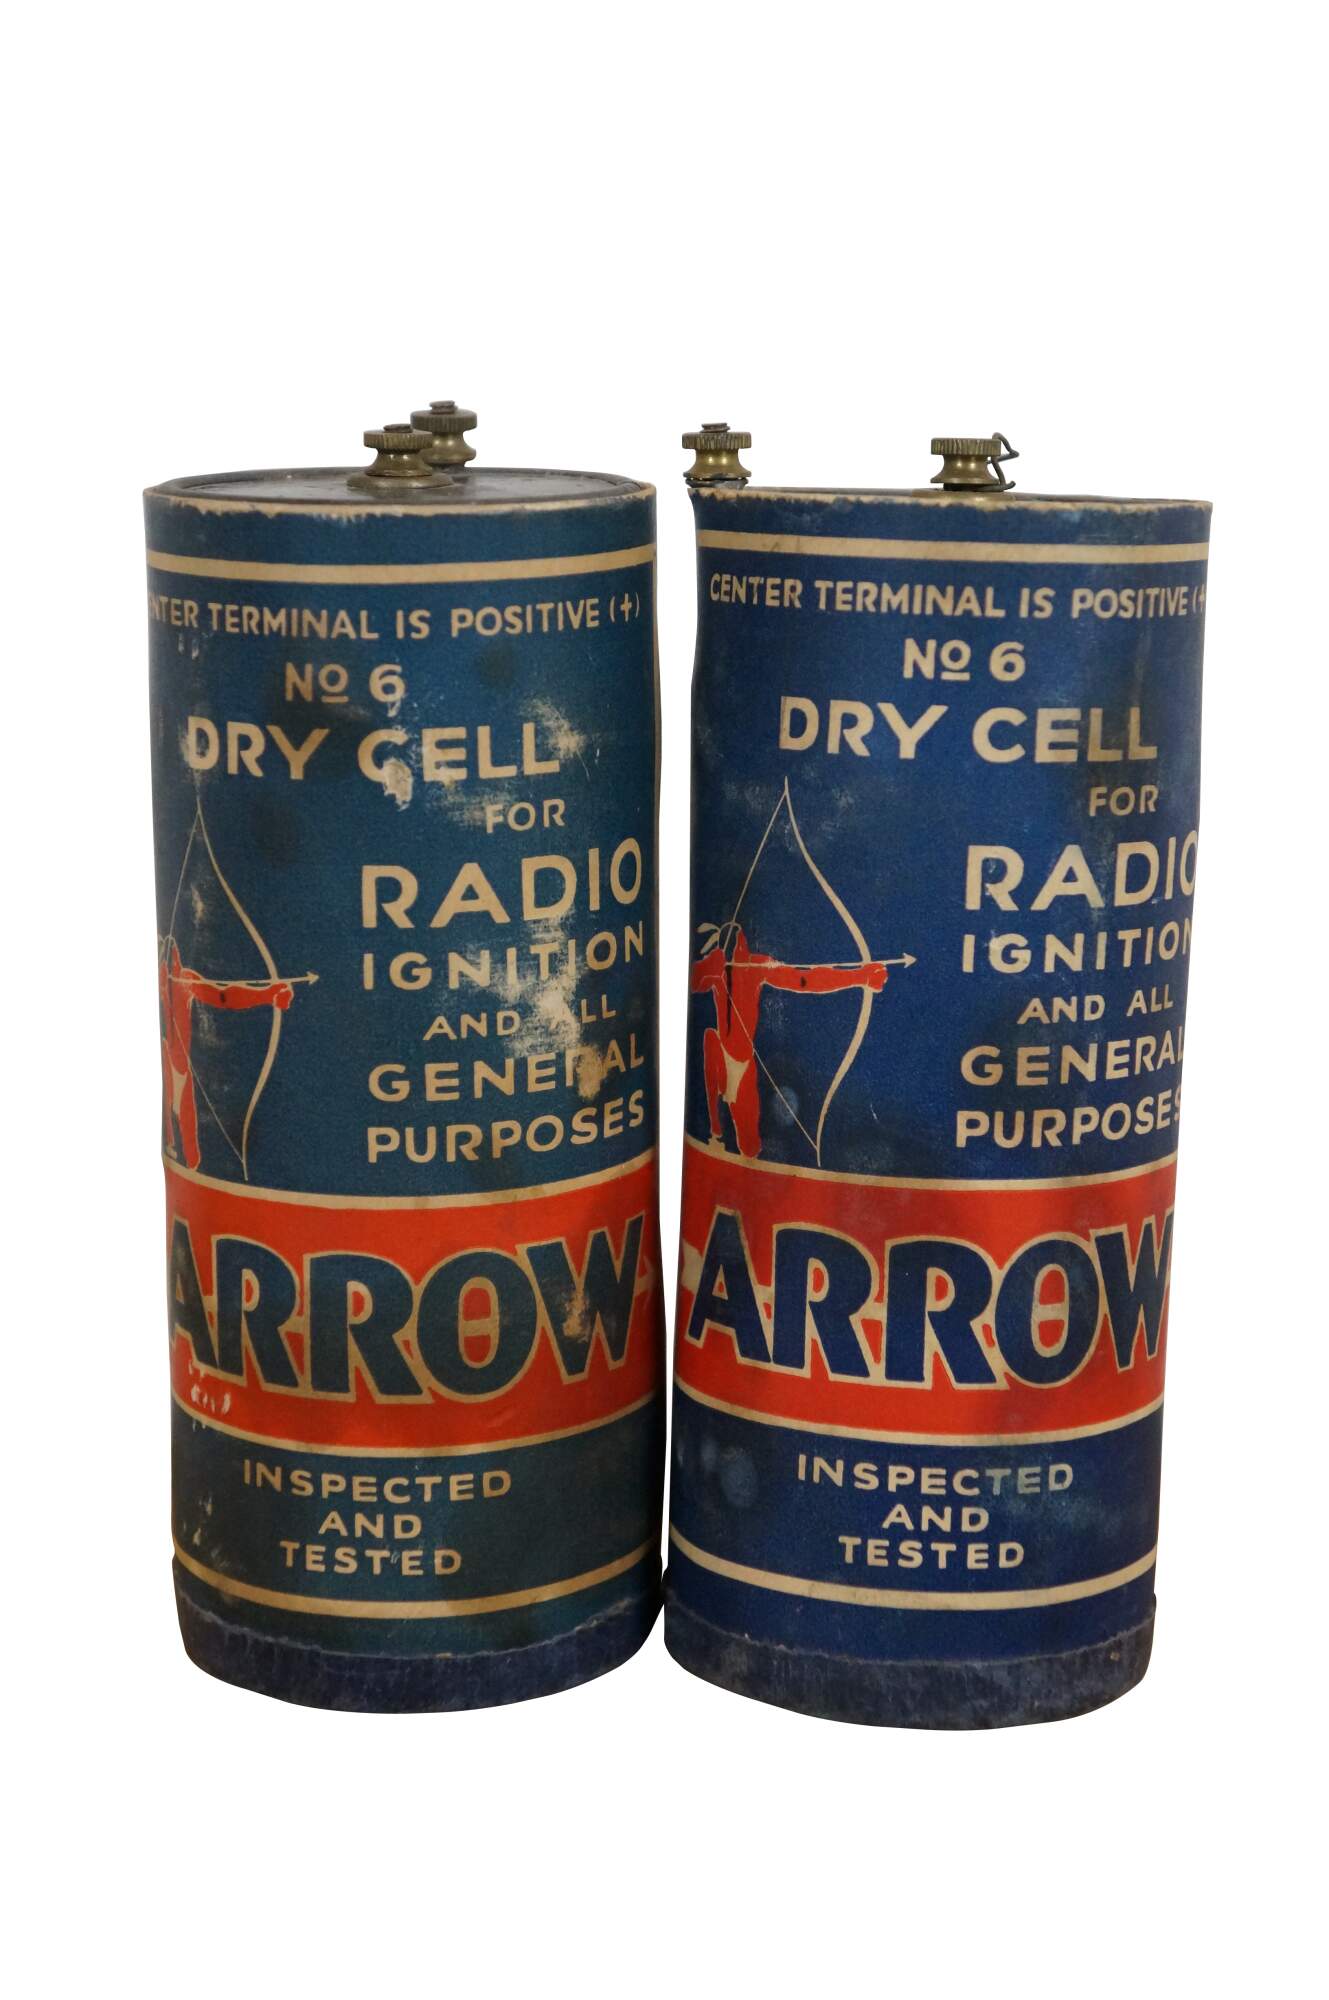 TERMINAL IS POSITIVE (+)
No 6
DRY CELL
FOR
RADIO
IGNITION
AND ALL
GENERAL
PURPOSES
ARROW
INSPECTED
AND
TESTED
CENTER TERMINAL IS POSITIVE (+
No 6
DRY CELL
FOR
RADIO
IGNITION
AND ALL
GENERAL
PURPOSES
ARROW
INSPECTED
AND
TESTED